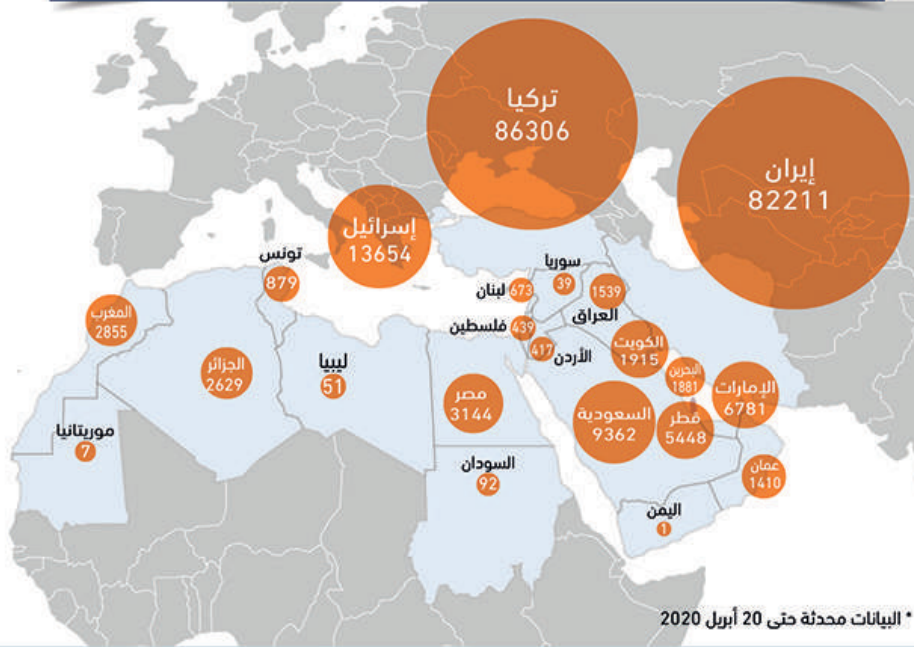 تركيا
86306
إيران
82211
إسرائيل
13654
تونس
879
سوريا
39
لبنان
673
1539
العراق
المغرب
2855
فلسطين
439
417
الأردن
الكويت
1915
الجزائر
2629
ليبيا
51
مصر
3144
البحرين
1881
الإمارات
6781
السعودية
9362
قطر
5448
موريتانيا
7
السودان
92
عمان
1410
اليمن
1
* البيانات محدثة حتى 20 أبريل 2020